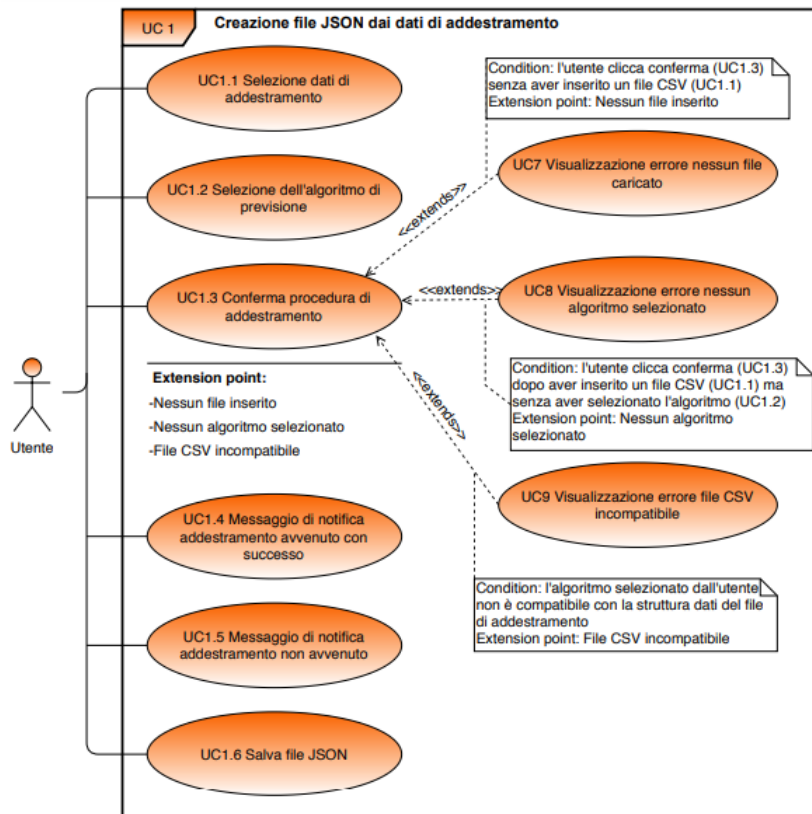 UC 1
Creazione file JSON dai dati di addestramento
UC1.1 Selezione dati di
addestramento
Condition: l'utente clicca conferma (UC1.3)
senza aver inserito un file CSV (UC1.1)
Extension point: Nessun file inserito
UC1.2 Selezione dell'algoritmo di
previsione
UC7 Visualizzazione errore nessun file
caricato
<<extends>>
UC1.3 Conferma procedura di
addestramento
<<extends>>
UC8 Visualizzazione errore nessun
algoritmo selezionato
Extension point:
-Nessun file inserito
-Nessun algoritmo selezionato
-File CSV incompatibile
<<extends>>
Condition: l'utente clicca conferma (UC1.3)
dopo aver inserito un file CSV (UC1.1) ma
senza aver selezionato l'algoritmo (UC1.2)
Extension point: Nessun algoritmo
selezionato
Utente
UC9 Visualizzazione errore file CSV
incompatibile
UC1.4 Messaggio di notifica
addestramento avvenuto con
successo
Condition: l'algoritmo selezionato dall'utente
non è compatibile con la struttura dati del file
di addestramento
Extension point: File CSV incompatibile
UC1.5 Messaggio di notifica
addestramento non avvenuto
UC1.6 Salva file JSON